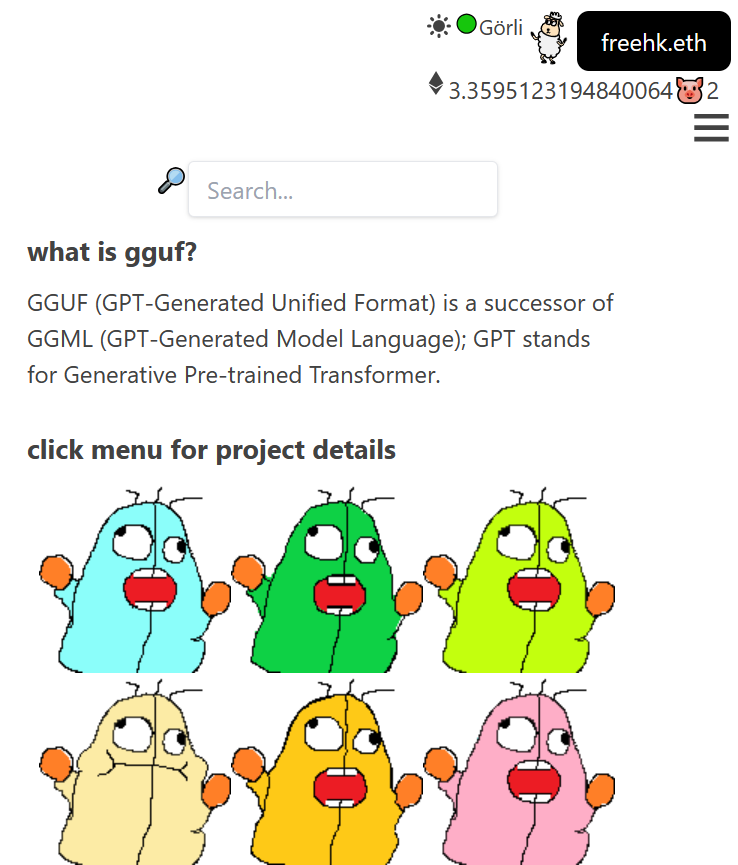 Görli
freehk.eth
3.3595123194840064 2
Search...
what is gguf?
GGUF (GPT-Generated Unified Format) is a successor of
GGML (GPT-Generated Model Language); GPT stands
for Generative Pre-trained Transformer.
click menu for project details